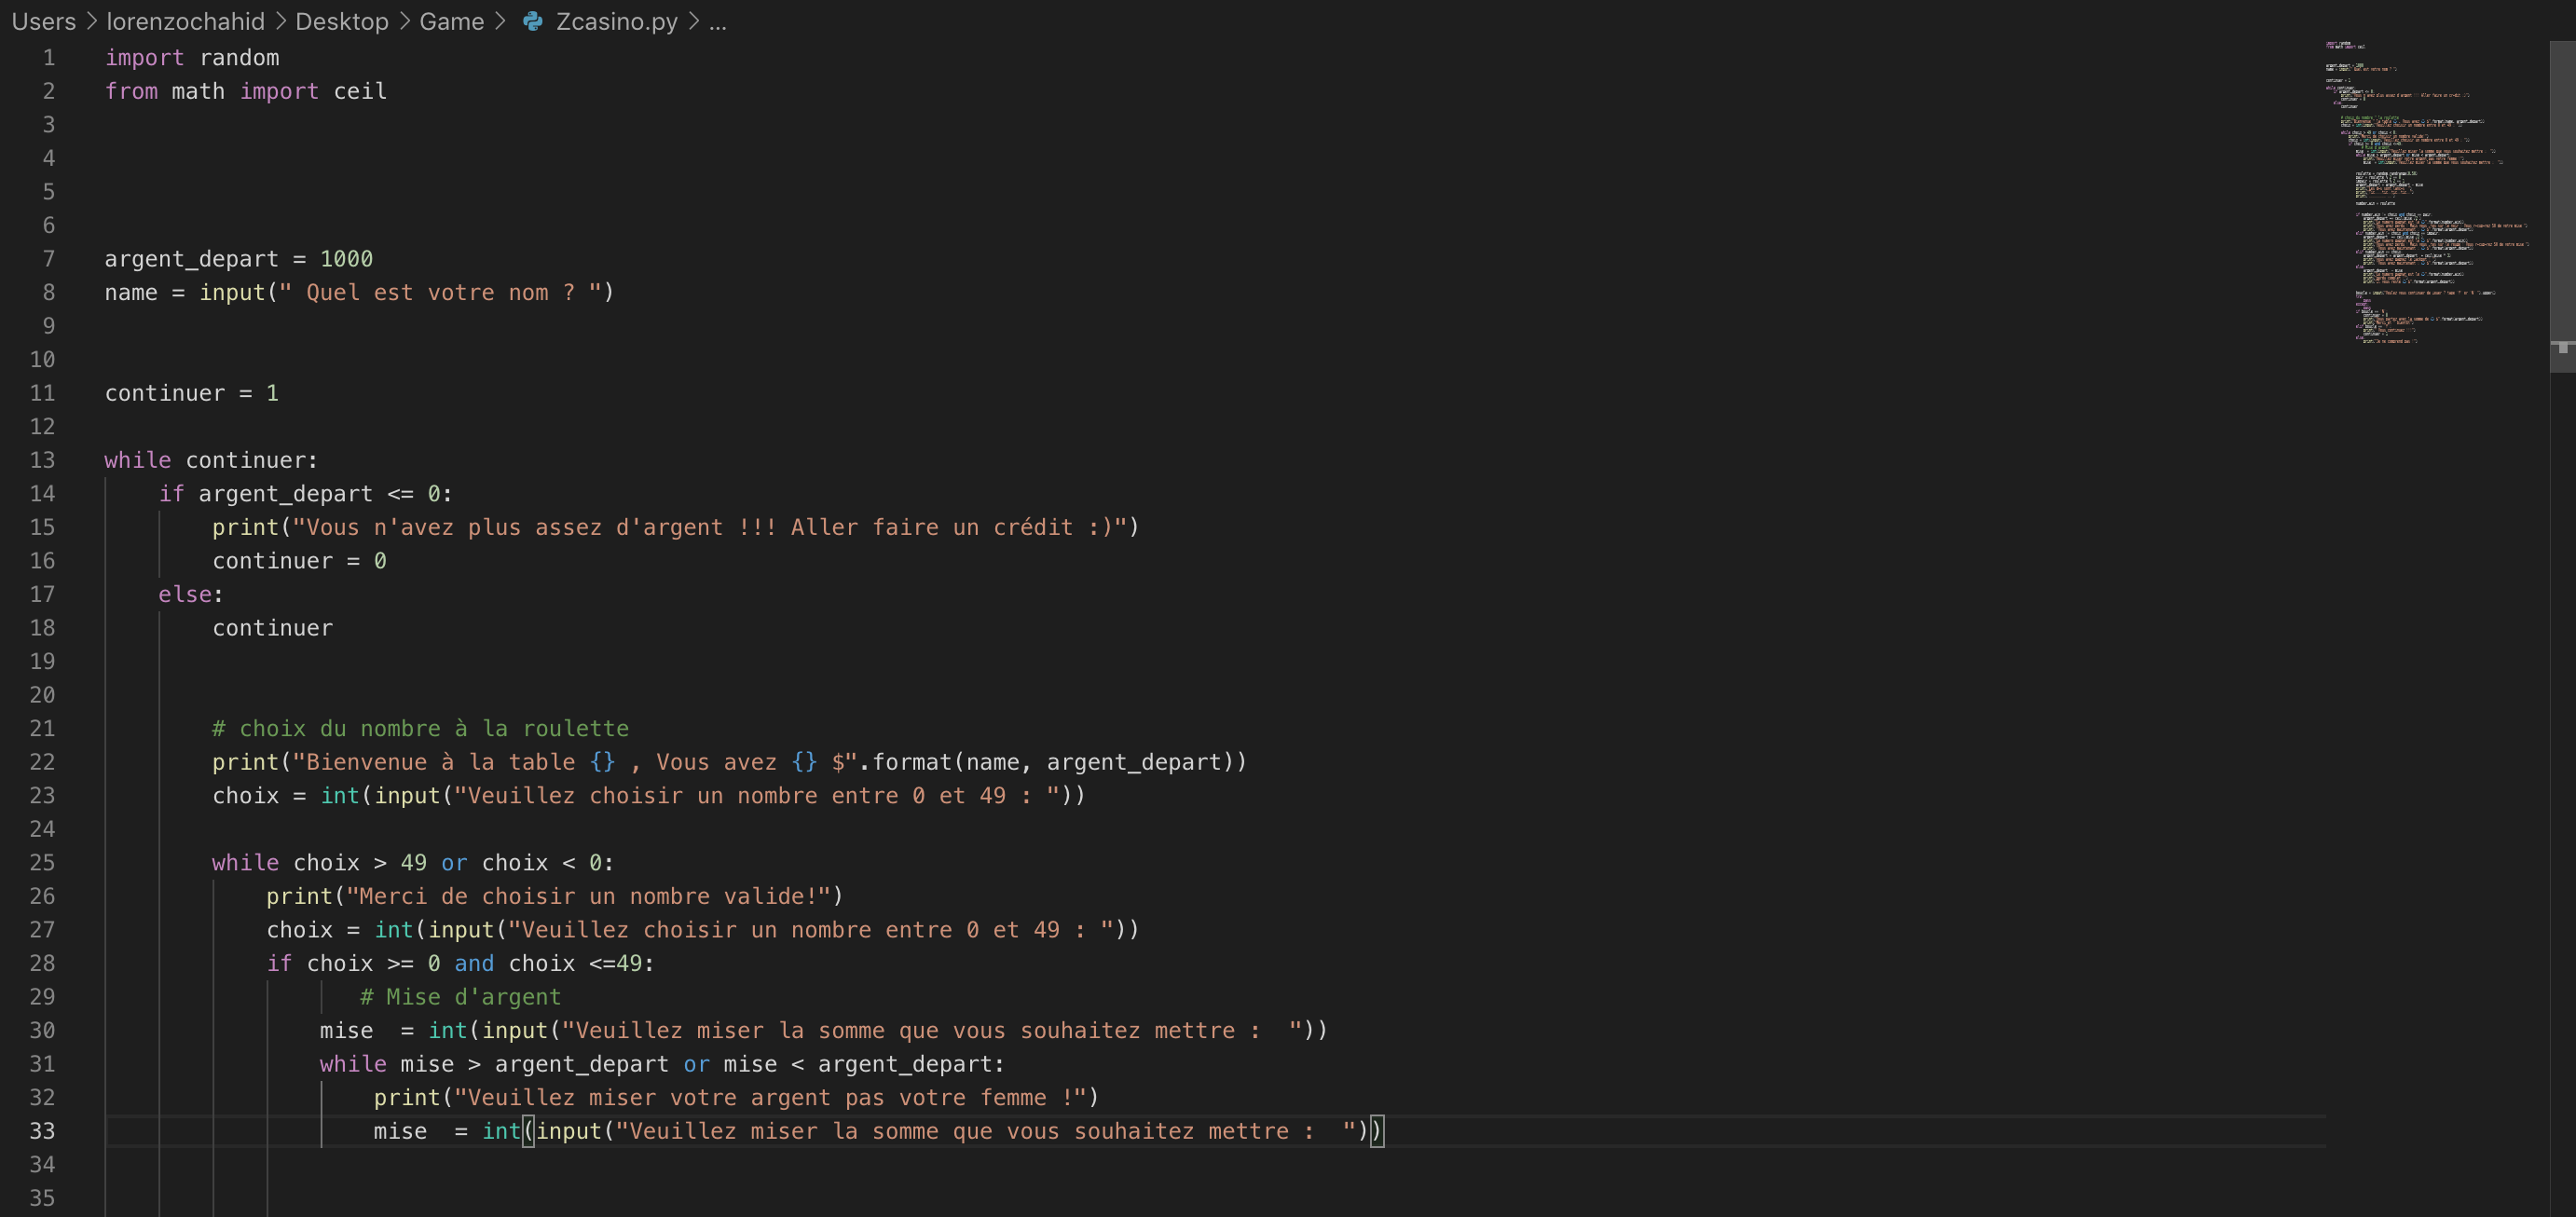 Users > lorenzochahid > Desktop > Game > Zcasino.py > ...
1 import random
2 from math import ceil
3
4
5
6
7 argent_depart = 1000
8 name = input(" Quel est votre nom ? ")
9
10
11 continuer = 1
12
13 while continuer:
14     if argent_depart <= 0:
15         print("Vous n'avez plus assez d'argent !!! Aller faire un crédit :)")
16         continuer = 0
17     else:
18         continuer
19
20
21         # choix du nombre à la roulette
22         print("Bienvenue à la table {} , Vous avez {} $".format(name, argent_depart))
23         choix = int(input("Veuillez choisir un nombre entre 0 et 49 : "))
24
25         while choix > 49 or choix < 0:
26             print("Merci de choisir un nombre valide!")
27             choix = int(input("Veuillez choisir un nombre entre 0 et 49 : "))
28             if choix >= 0 and choix <=49:
29                    # Mise d'argent
30                 mise  = int(input("Veuillez miser la somme que vous souhaitez mettre :  "))
31                 while mise > argent_depart or mise < argent_depart:
32                     print("Veuillez miser votre argent pas votre femme !")
33                     mise  = int(input("Veuillez miser la somme que vous souhaitez mettre :  "))
34
35